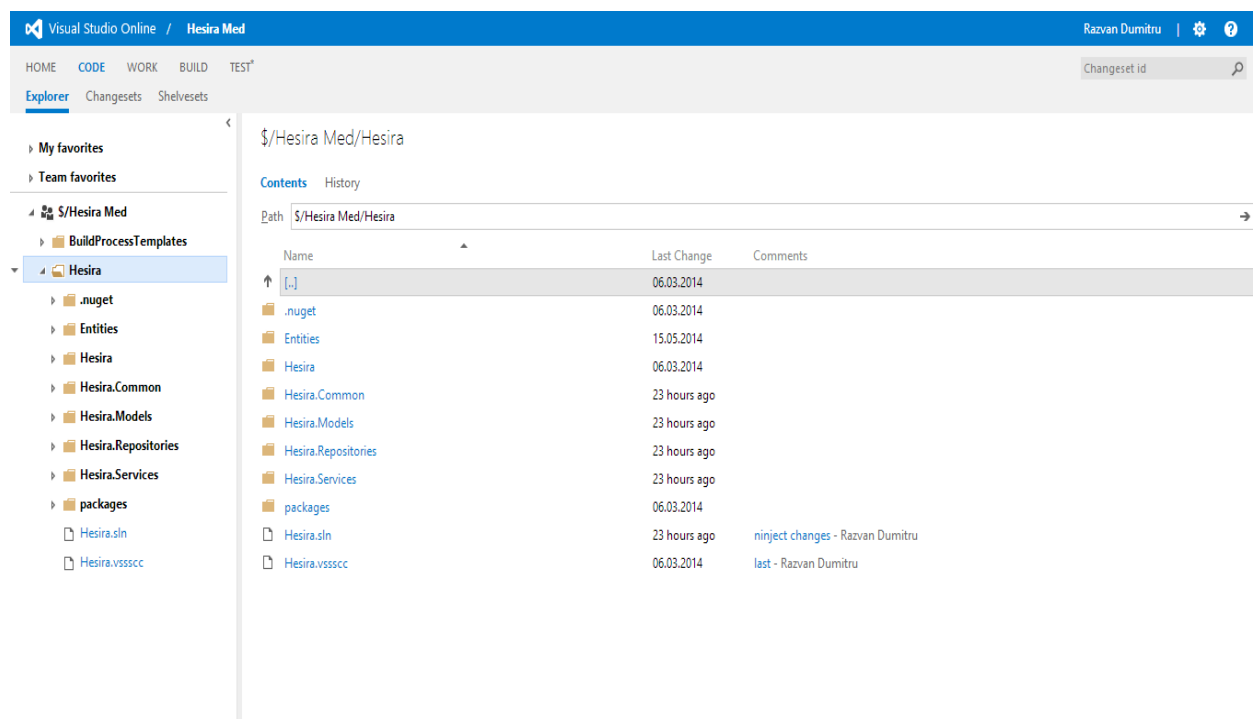 Visual Studio Online / Hesira Med Razvan Dumitru | ?
HOME CODE WORK BUILD TEST* Changeset id
Explorer Changesets Shelvesets
My favorites
Team favorites
$/Hesira Med
BuildProcessTemplates
Hesira
.nuget
Entities
Hesira
Hesira.Common
Hesira.Models
Hesira.Repositories
Hesira.Services
packages
Hesira.sln
Hesira.vssscc
$/Hesira Med/Hesira
Contents History
Path $/Hesira Med/Hesira
Name Last Change Comments
[..] 06.03.2014
.nuget 06.03.2014
Entities 15.05.2014
Hesira 06.03.2014
Hesira.Common 23 hours ago
Hesira.Models 23 hours ago
Hesira.Repositories 23 hours ago
Hesira.Services 23 hours ago
packages 06.03.2014
Hesira.sln 23 hours ago ninject changes - Razvan Dumitru
Hesira.vssscc 06.03.2014 last - Razvan Dumitru